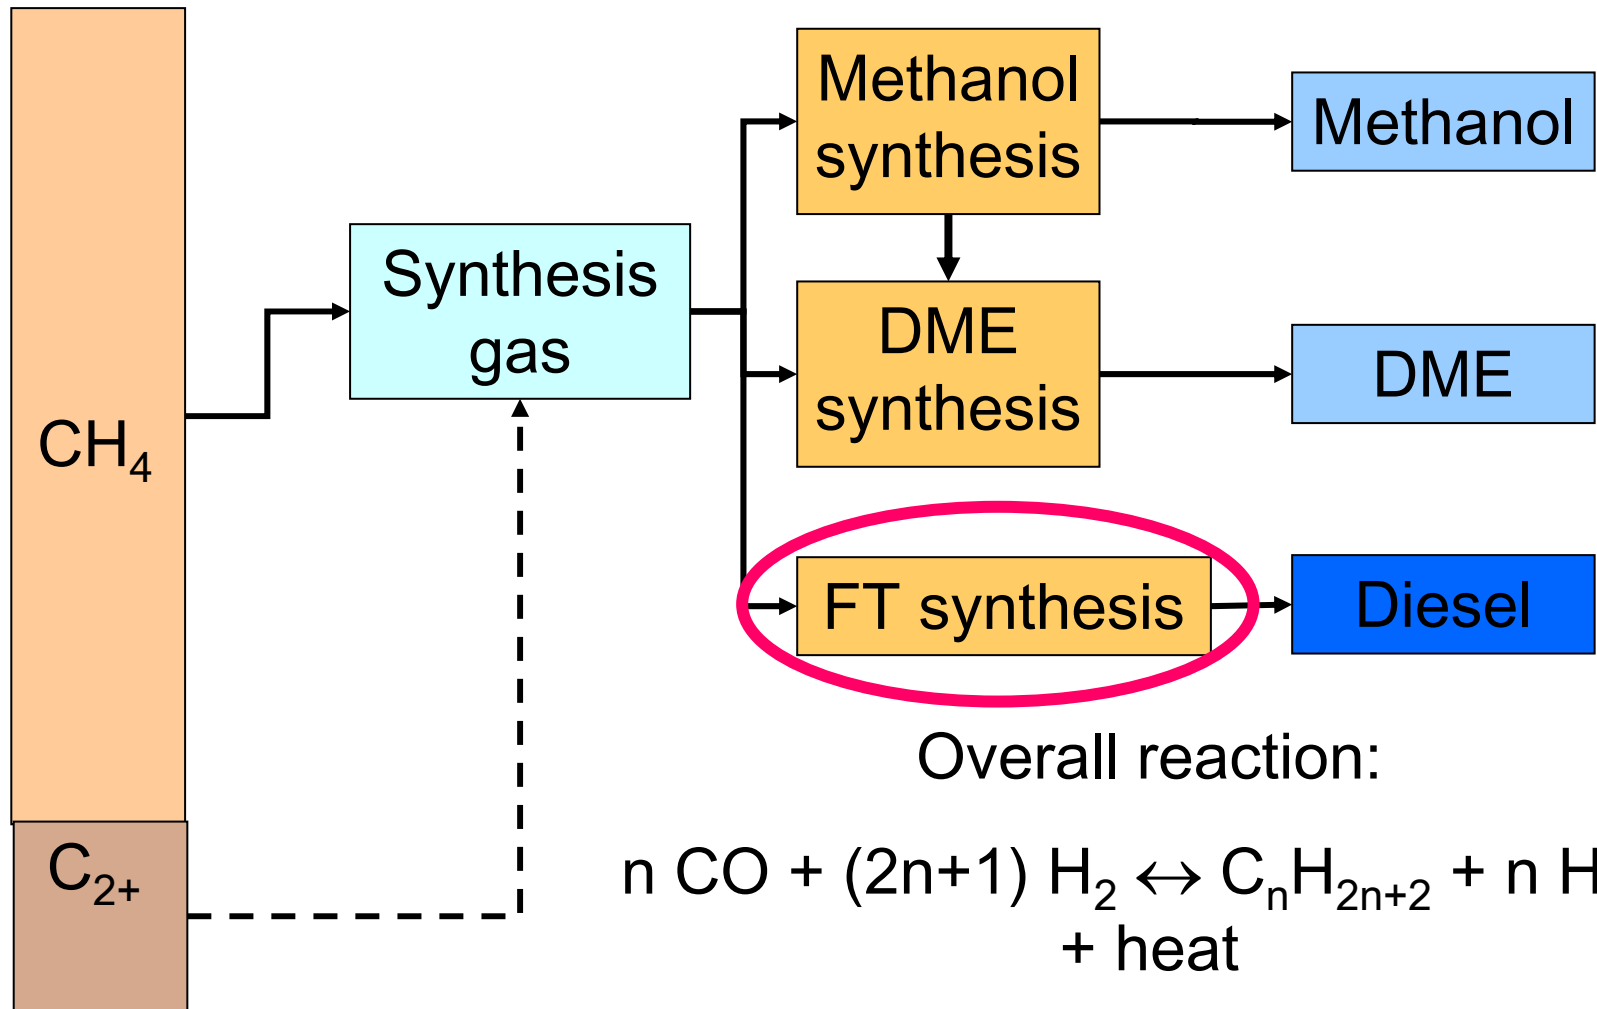 Methanol
synthesis
Methanol
Synthesis
gas
DME
synthesis
DME
CH₄
FT synthesis
Diesel
Overall reaction:
C₂₊
n CO + (2n+1) H₂ ↔ CₙH₂ₙ₊₂ + n H
+ heat